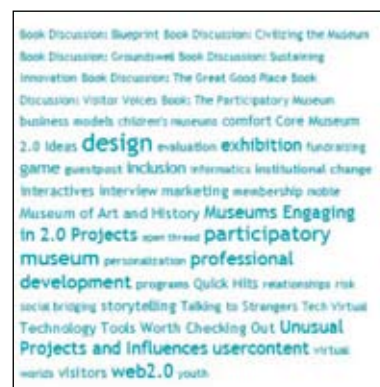 Book Discussion: Blueprint Book Discussion: Civilizing the Museum
Book Discussion: Groundswell Book Discussion: Sustaining
Innovation Book Discussion: The Great Good Place Book
Discussion: Visitor Voices Book: The Participatory Museum
business models children's museums comfort Core Museum
2.0 Ideas design evaluation exhibition fundraising
game guestpost inclusion informatics institutional change
interactives interview marketing membership mobile
Museum of Art and History Museums Engaging
in 2.0 Projects open thread participatory
museum personalization professional
development programs Quick Hits relationships risk
social bridging storytelling Talking to Strangers Tech Virtual
Technology Tools Worth Checking Out Unusual
Projects and Influences usercontent virtual
worlds visitors web2.0 youth